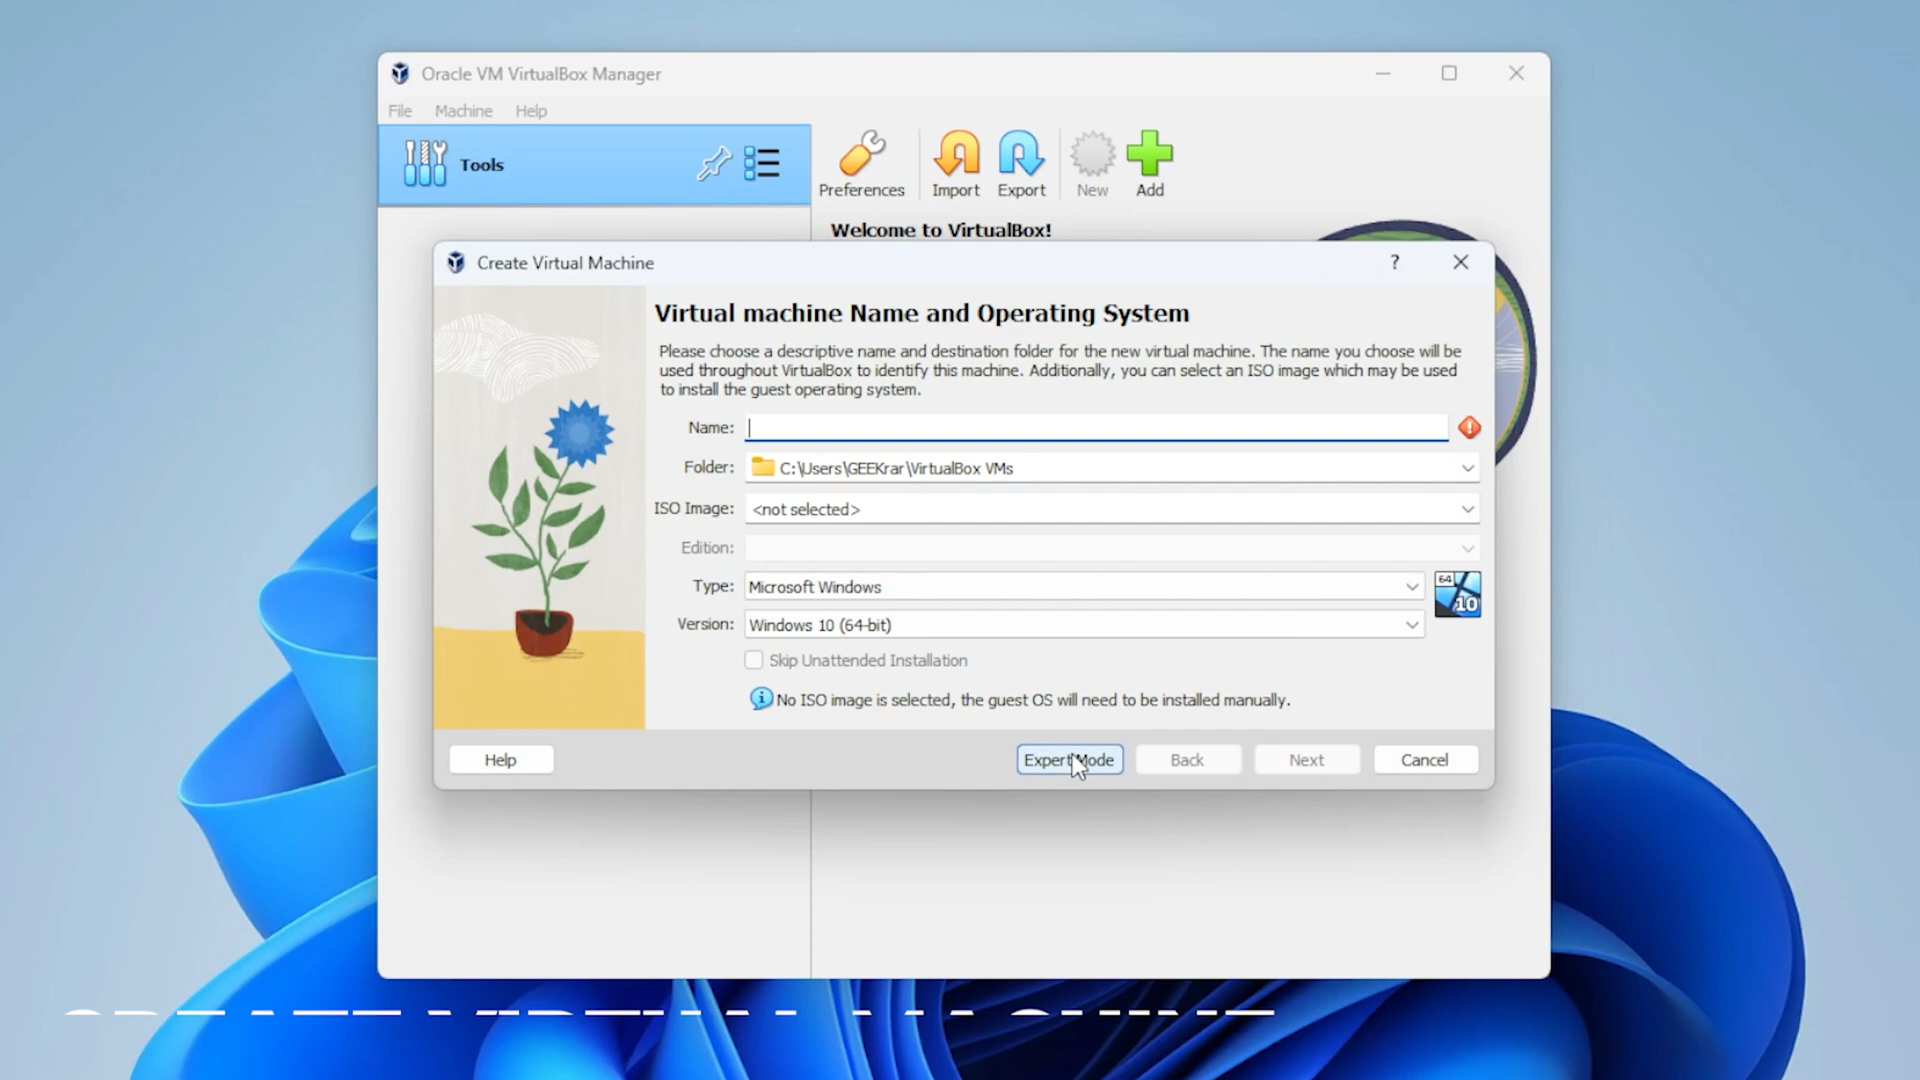 Oracle VM VirtualBox Manager
File Machine Help
Tools
Preferences Import Export New Add
Welcome to VirtualBox!
Create Virtual Machine ?
Virtual machine Name and Operating System
Please choose a descriptive name and destination folder for the new virtual machine. The name you choose will be
used throughout VirtualBox to identify this machine. Additionally, you can select an ISO image which may be used
to install the guest operating system.
Name:
Folder: C:\Users\GEEKrar\VirtualBox VMs
ISO Image: <not selected>
Edition:
Type: Microsoft Windows
64
10
Version: Windows 10 (64-bit)
Skip Unattended Installation
No ISO image is selected, the guest OS will need to be installed manually.
Help Expert Mode Back Next Cancel